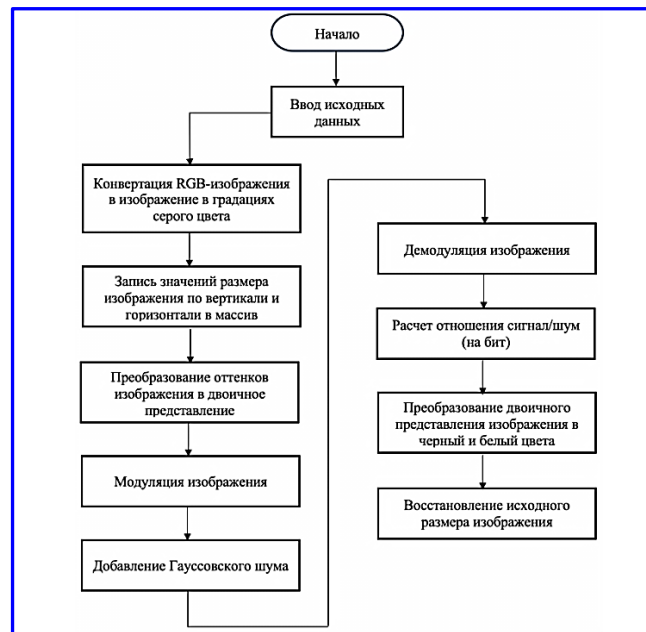 Начало
Ввод исходных
данных
Конвертация RGB-изображения
в изображение в градациях
серого цвета
Запись значений размера
изображения по вертикали и
горизонтали в массив
Преобразование оттенков
изображения в двоичное
представление
Модуляция изображения
Добавление Гауссовского шума
Демодуляция изображения
Расчет отношения сигнал/шум
(на бит)
Преобразование двоичного
представления изображения в
черный и белый цвета
Восстановление исходного
размера изображения